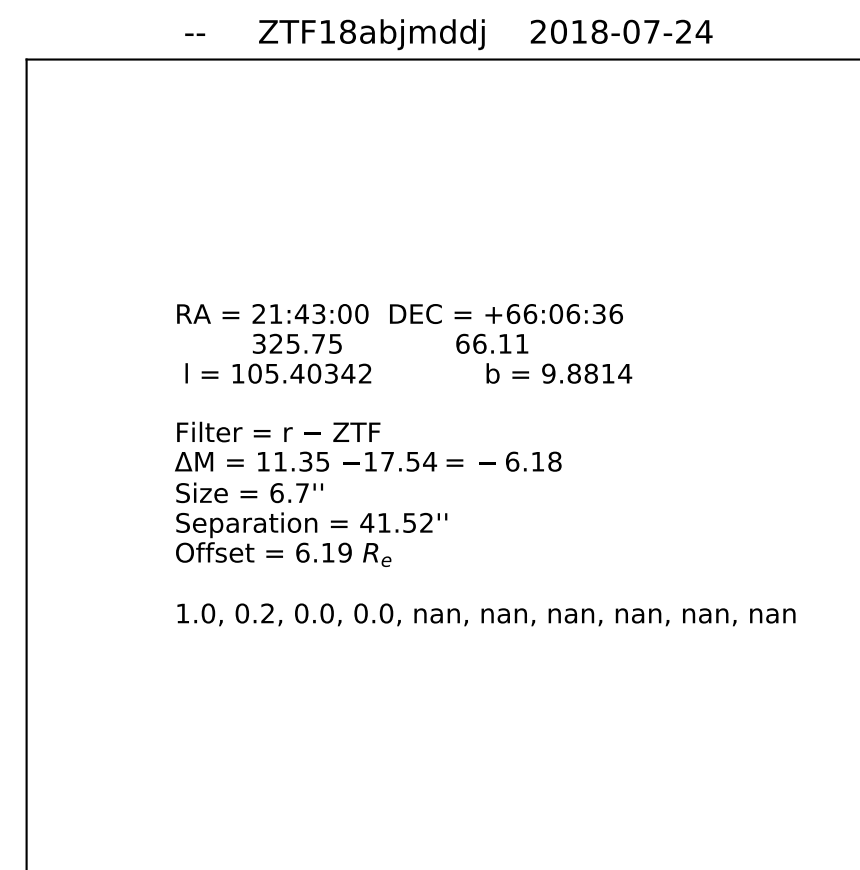 -- ZTF18abjmddj 2018-07-24
RA = 21:43:00 DEC = +66:06:36
325.75 66.11
l = 105.40342 b = 9.8814
Filter = r − ZTF
ΔM = 11.35 −17.54 = − 6.18
Size = 6.7''
Separation = 41.52''
Offset = 6.19 Re
1.0, 0.2, 0.0, 0.0, nan, nan, nan, nan, nan, nan